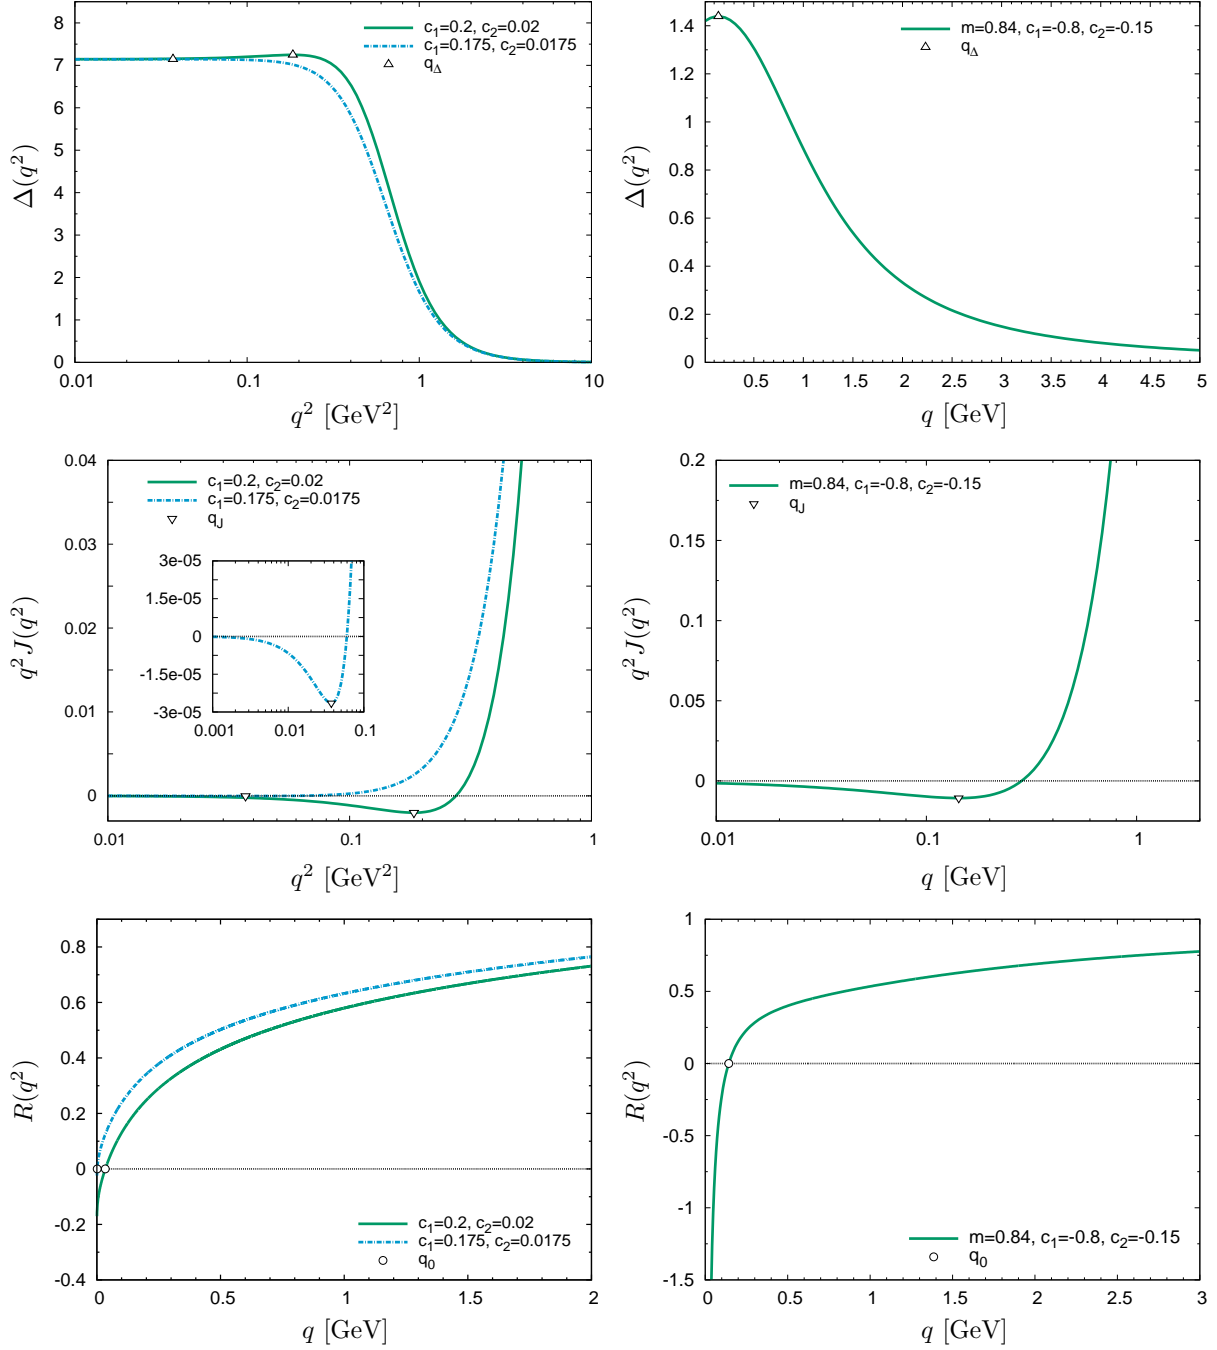 8
7
6
5
4
3
2
1
0
0.01
0.1
1
10
Δ(q²)
q² [GeV²]
c₁=0.2, c₂=0.02
c₁=0.175, c₂=0.0175
q_Δ
1.4
1.2
1
0.8
0.6
0.4
0.2
0
0.5
1
1.5
2
2.5
3
3.5
4
4.5
5
Δ(q²)
q [GeV]
m=0.84, c₁=-0.8, c₂=-0.15
q_Δ
0.04
0.03
0.02
0.01
0
0.01
0.1
1
q² J(q²)
q² [GeV²]
c₁=0.2, c₂=0.02
c₁=0.175, c₂=0.0175
q_J
3e-05
1.5e-05
0
-1.5e-05
-3e-05
0.001
0.01
0.1
0.2
0.15
0.1
0.05
0
0.01
0.1
1
q² J(q²)
q [GeV]
m=0.84, c₁=-0.8, c₂=-0.15
q_J
0.8
0.6
0.4
0.2
0
-0.2
-0.4
0
0.5
1
1.5
2
R(q²)
q [GeV]
c₁=0.2, c₂=0.02
c₁=0.175, c₂=0.0175
q₀
1
0.5
0
-0.5
-1
-1.5
0
0.5
1
1.5
2
2.5
3
R(q²)
q [GeV]
m=0.84, c₁=-0.8, c₂=-0.15
q₀